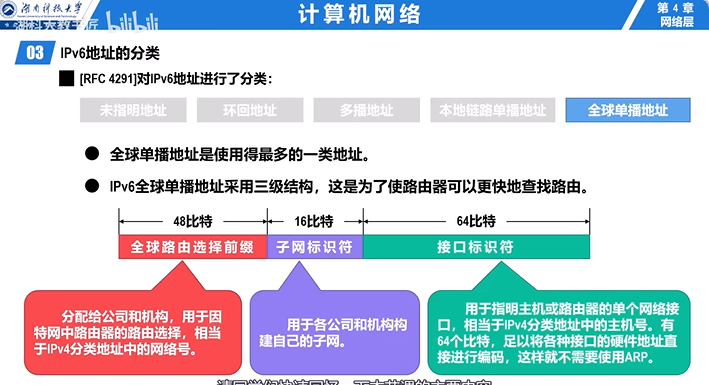 湖南科技大学
Hunan University of Science and Technology
湖科大教书匠 bilibili
计算机网络
第 4 章
网络层
03 IPv6地址的分类
[RFC 4291]对IPv6地址进行了分类：
未指明地址 环回地址 多播地址 本地链路单播地址 全球单播地址
全球单播地址是使用得最多的一类地址。
IPv6全球单播地址采用三级结构，这是为了使路由器可以更快地查找路由。
48比特 16比特 64比特
全球路由选择前缀 子网标识符 接口标识符
分配给公司和机构，用于因
特网中路由器的路由选择，相当
于IPv4分类地址中的网络号。
用于各公司和机构构
建自己的子网。
用于指明主机或路由器的单个网络接
口，相当于IPv4分类地址中的主机号。有
64个比特，足以将各种接口的硬件地址直
接进行编码，这样就不需要使用ARP。